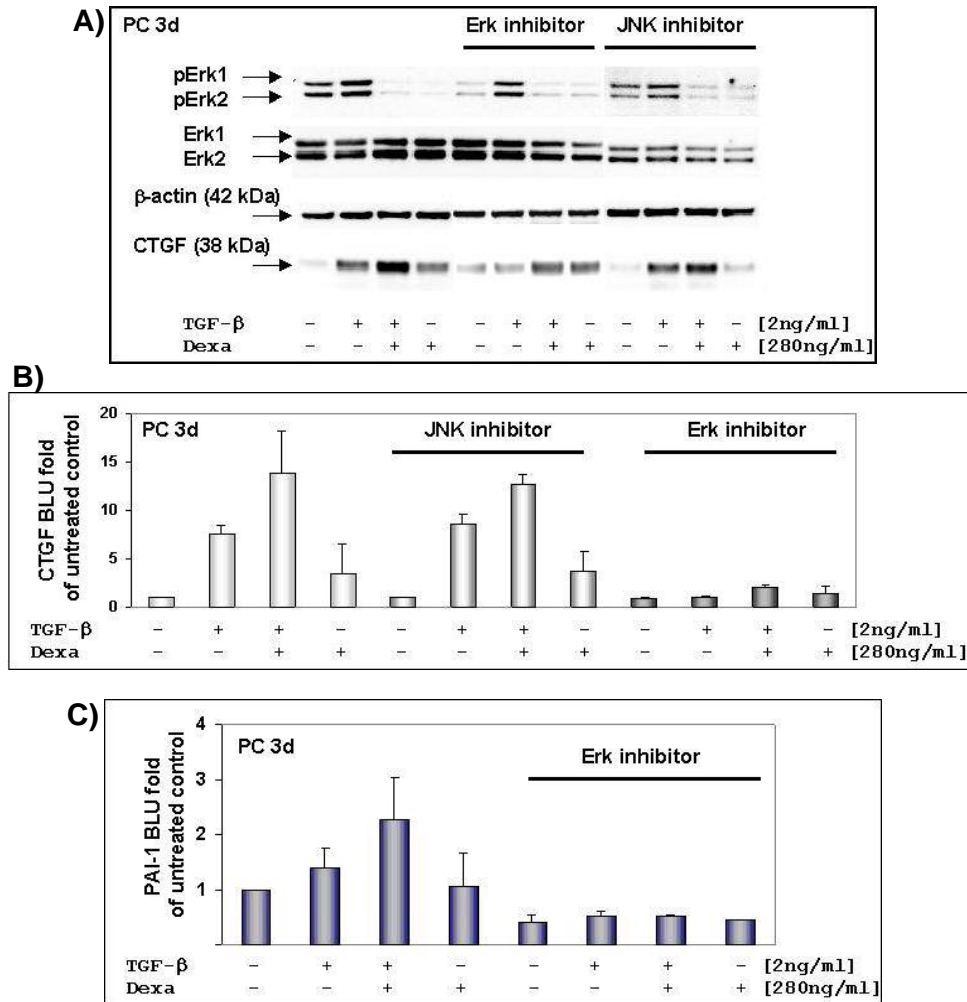 A)
PC 3d Erk inhibitor JNK inhibitor
pErk1
pErk2
Erk1
Erk2
β-actin (42 kDa)
CTGF (38 kDa)
TGF-β – + + – – + + – – + + – [2ng/ml]
Dexa – – + + – – + + – – + + [280ng/ml]
B)
CTGF BLU fold
of untreated control
20
15
10
5
0
PC 3d JNK inhibitor Erk inhibitor
TGF-β – + + – – + + – – + + – [2ng/ml]
Dexa – – + + – – + + – – + + [280ng/ml]
C)
PAI-1 BLU fold
of untreated control
4
3
2
1
PC 3d Erk inhibitor
TGF-β – + + – – + + – [2ng/ml]
Dexa – – + + – – + + [280ng/ml]